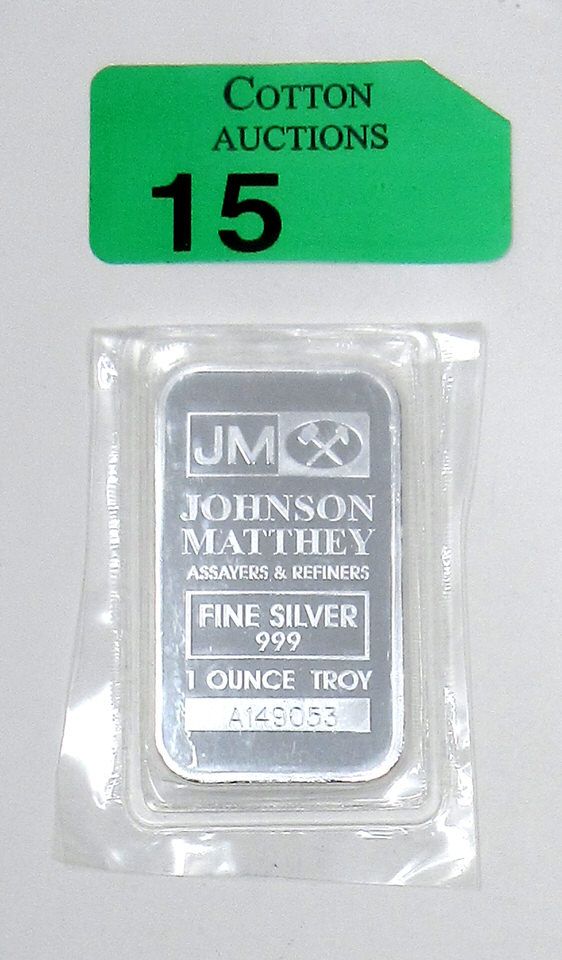 COTTON
AUCTIONS
15
JM
JOHNSON
MATTHEY
ASSAYERS & REFINERS
FINE SILVER
999
1 OUNCE TROY
A149053